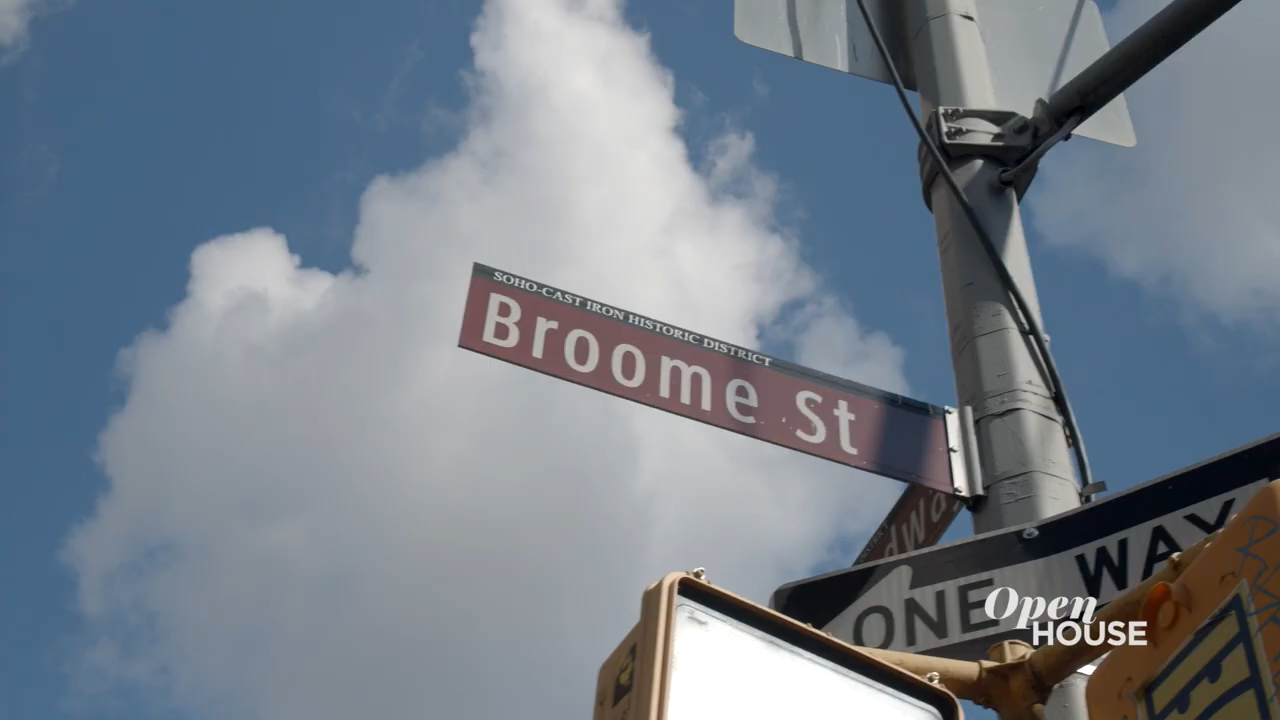 SOHO-CAST IRON HISTORIC DISTRICT
Broome St
ONE WAY
Open
HOUSE